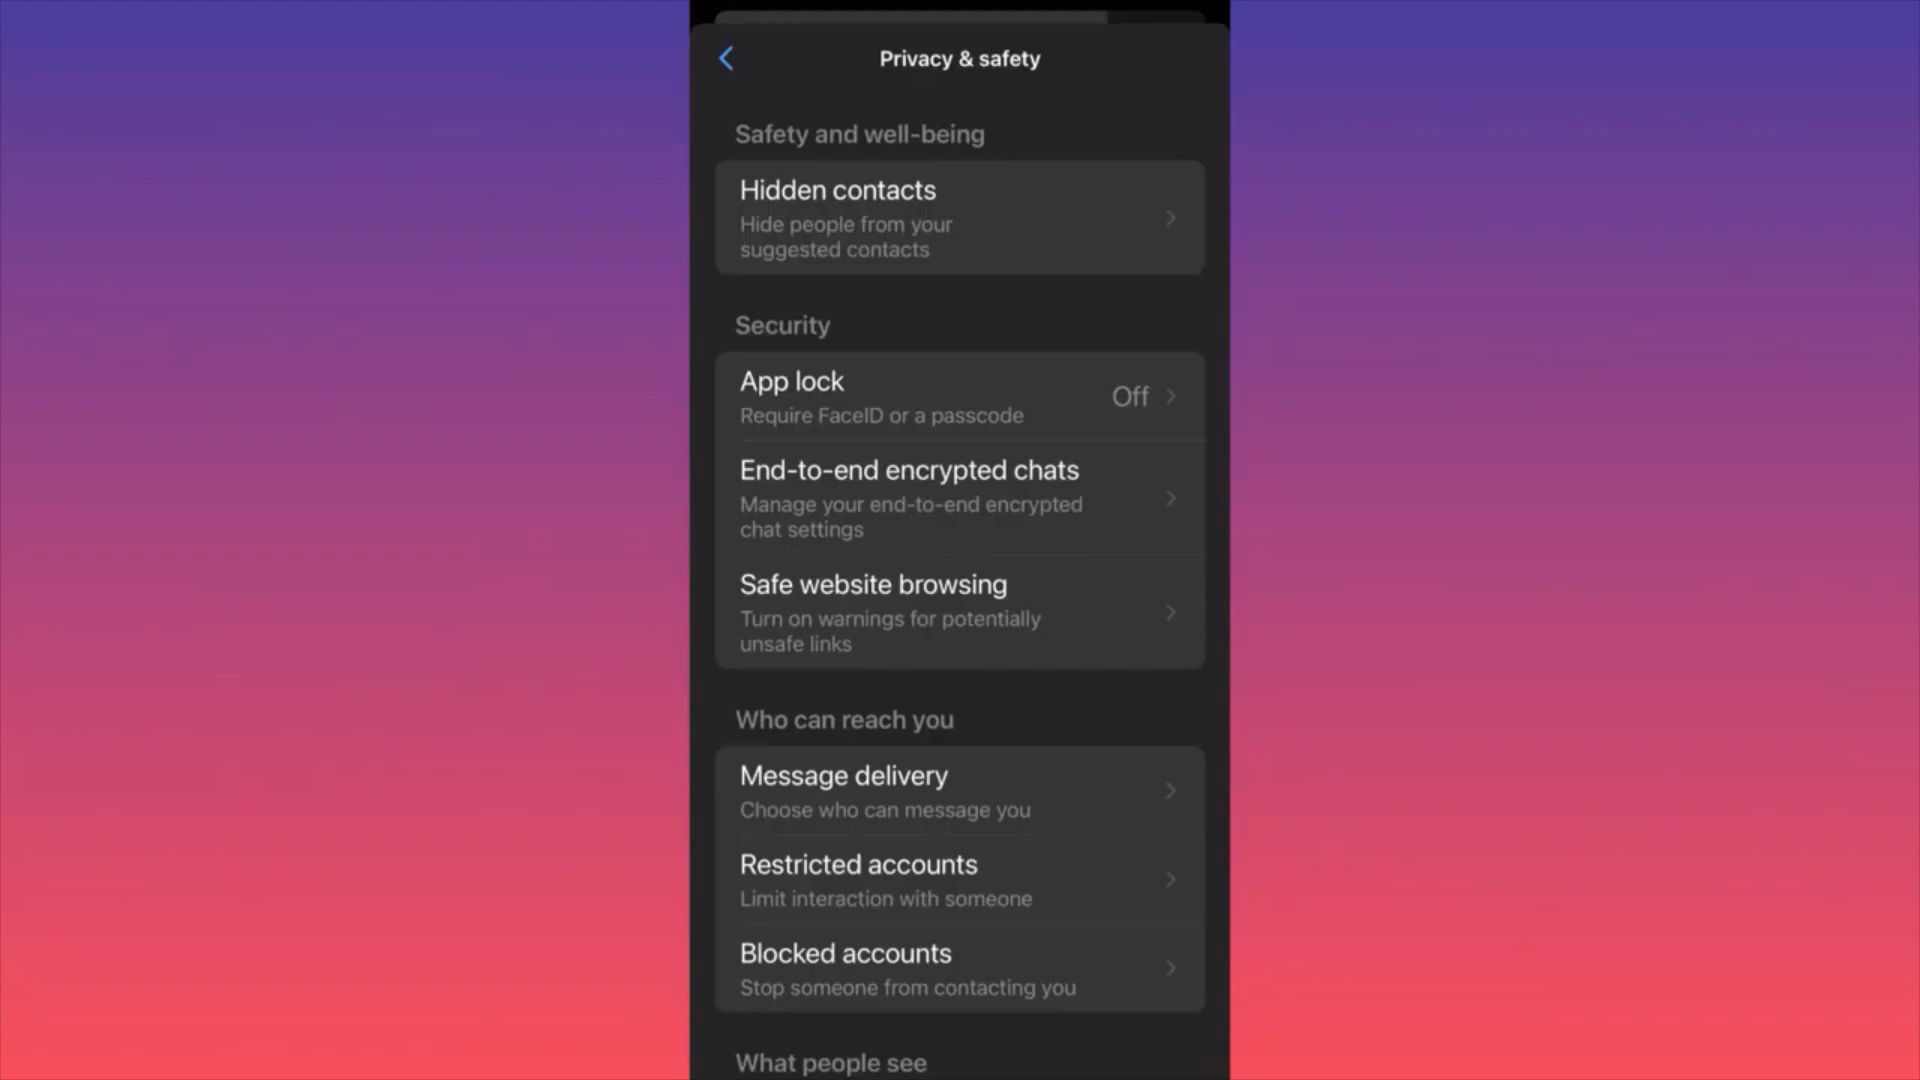 Privacy & safety
Safety and well-being
Hidden contacts
Hide people from your
suggested contacts
Security
App lock
Off
Require FaceID or a passcode
End-to-end encrypted chats
Manage your end-to-end encrypted
chat settings
Safe website browsing
Turn on warnings for potentially
unsafe links
Who can reach you
Message delivery
Choose who can message you
Restricted accounts
Limit interaction with someone
Blocked accounts
Stop someone from contacting you
What people see